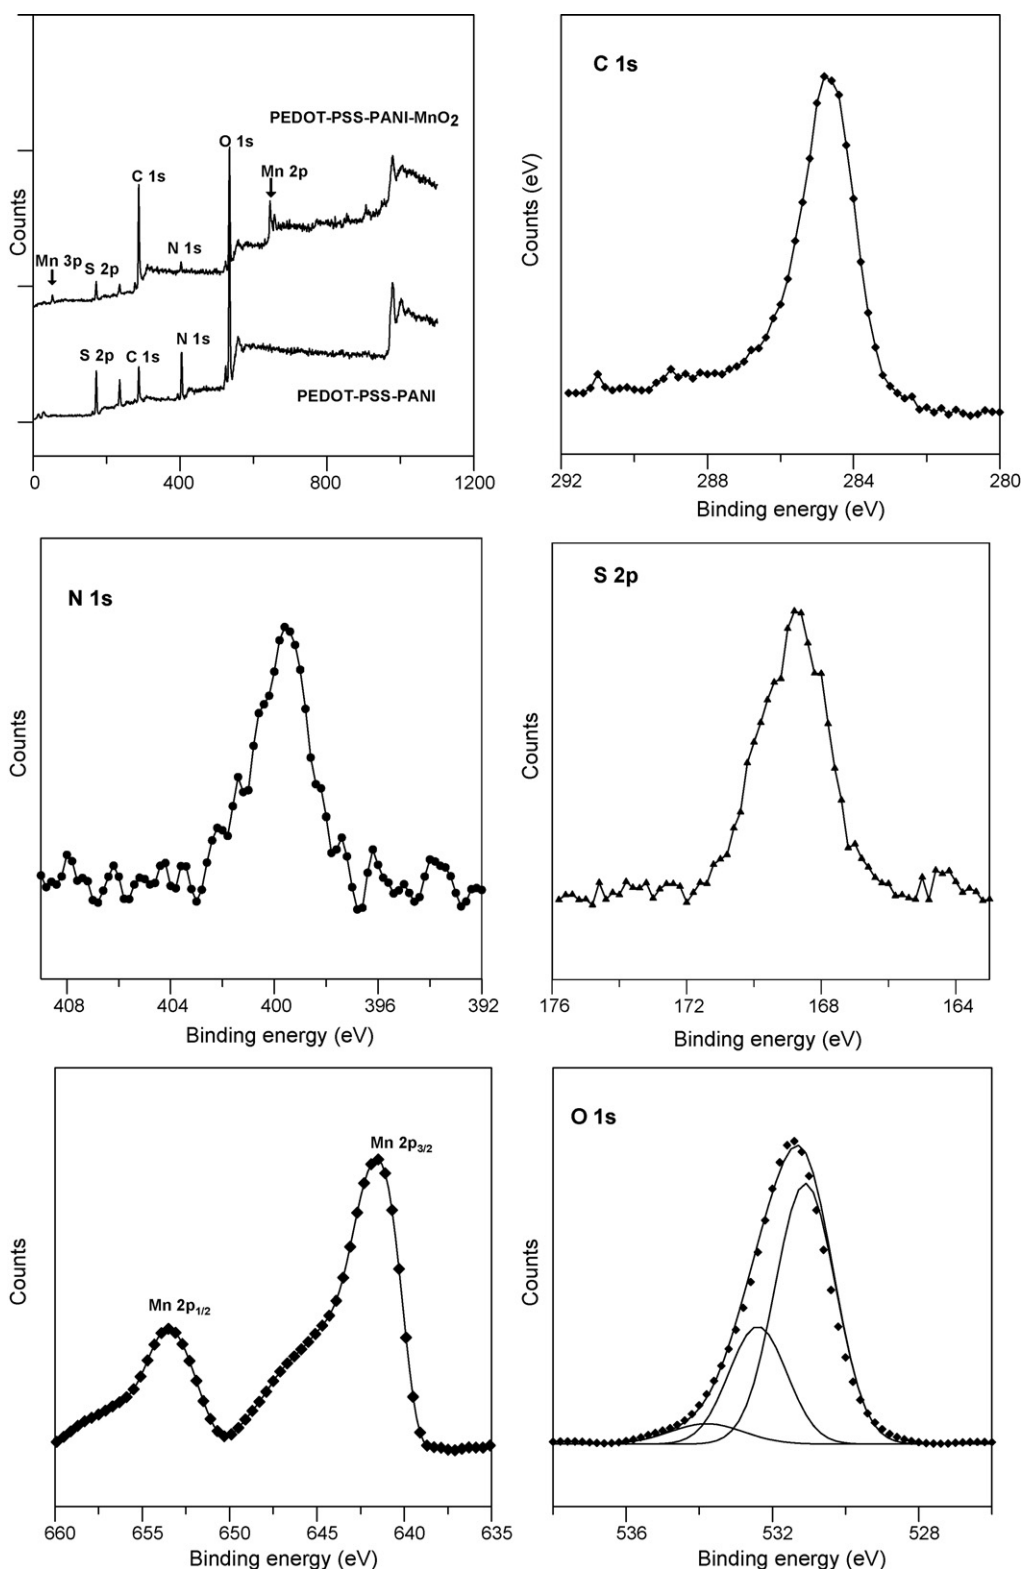 PEDOT-PSS-PANI-MnO2
O 1s
Mn 2p
C 1s
N 1s
Mn 3p
S 2p
Counts
S 2p
C 1s
N 1s
PEDOT-PSS-PANI
0 400 800 1200
C 1s
Counts (eV)
292 288 284 280
Binding energy (eV)
N 1s
Counts
408 404 400 396 392
Binding energy (eV)
S 2p
Counts
176 172 168 164
Binding energy (eV)
Mn 2p3/2
Mn 2p1/2
Counts
660 655 650 645 640 635
Binding energy (eV)
O 1s
Counts
536 532 528
Binding energy (eV)